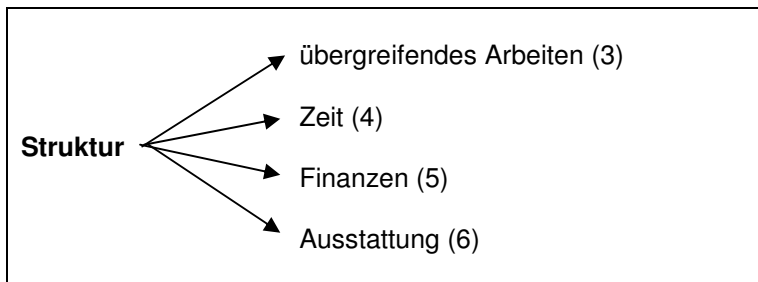 übergreifendes Arbeiten (3)
Zeit (4)
Struktur
Finanzen (5)
Ausstattung (6)